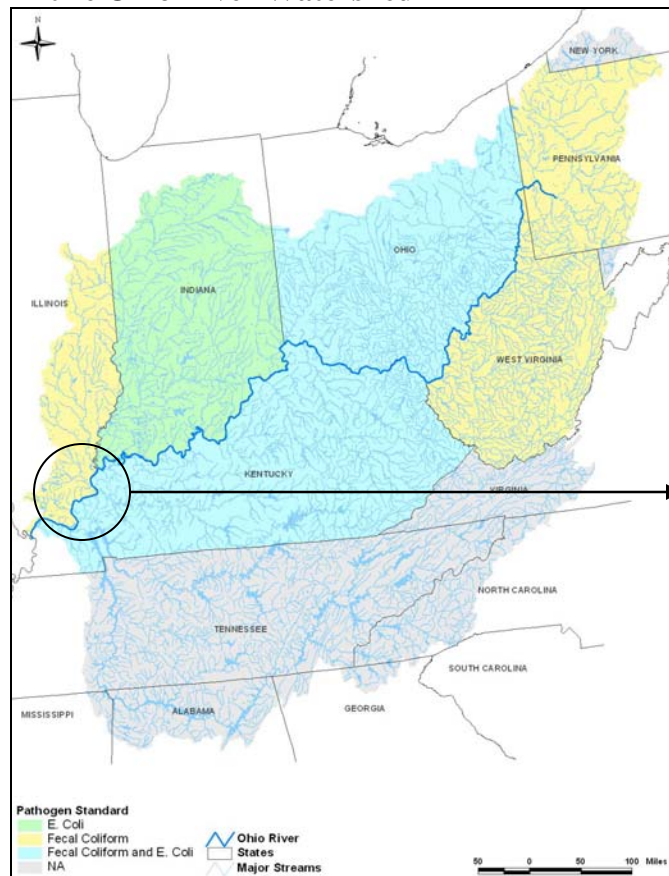 N
NEW YORK
PENNSYLVANIA
OHIO
ILLINOIS
INDIANA
WEST VIRGINIA
KENTUCKY
VIRGINIA
NORTH CAROLINA
TENNESSEE
SOUTH CAROLINA
MISSISSIPPI
ALABAMA
GEORGIA
Pathogen Standard
E. Coli
Fecal Coliform
Fecal Coliform and E. Coli
NA
Ohio River
States
Major Streams
50 0 50 100 Miles